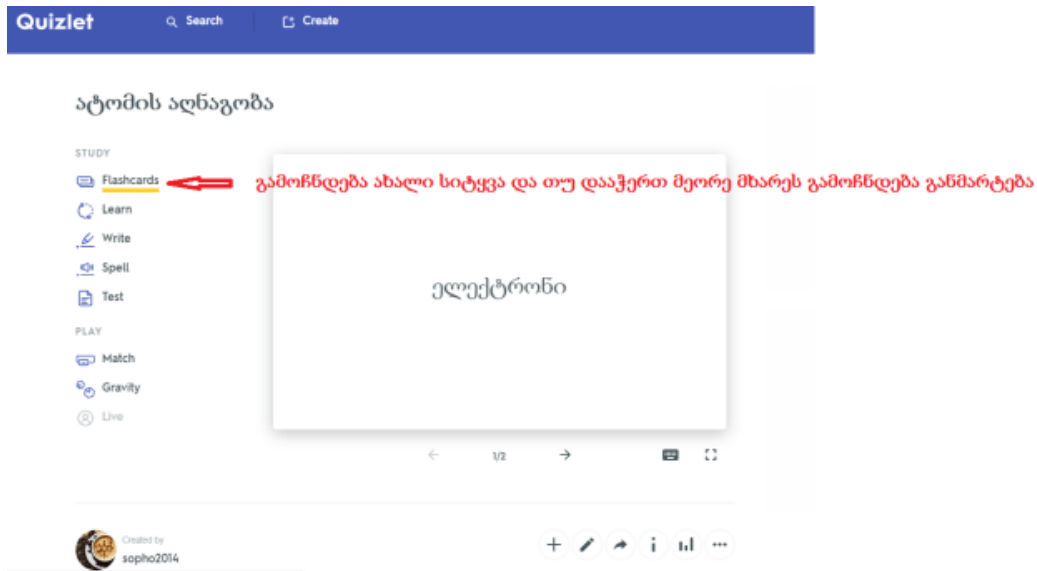 Quizlet Search Create
ატომის აღნაგობა
STUDY
Flashcards
გამოჩნდება ახალი სიტყვა და თუ დააჭერთ მეორე მხარეს გამოჩნდება განმარტება
Learn
Write
Spell
Test
ელექტრონი
PLAY
Match
Gravity
Live
1/2
Created by
sopho2014